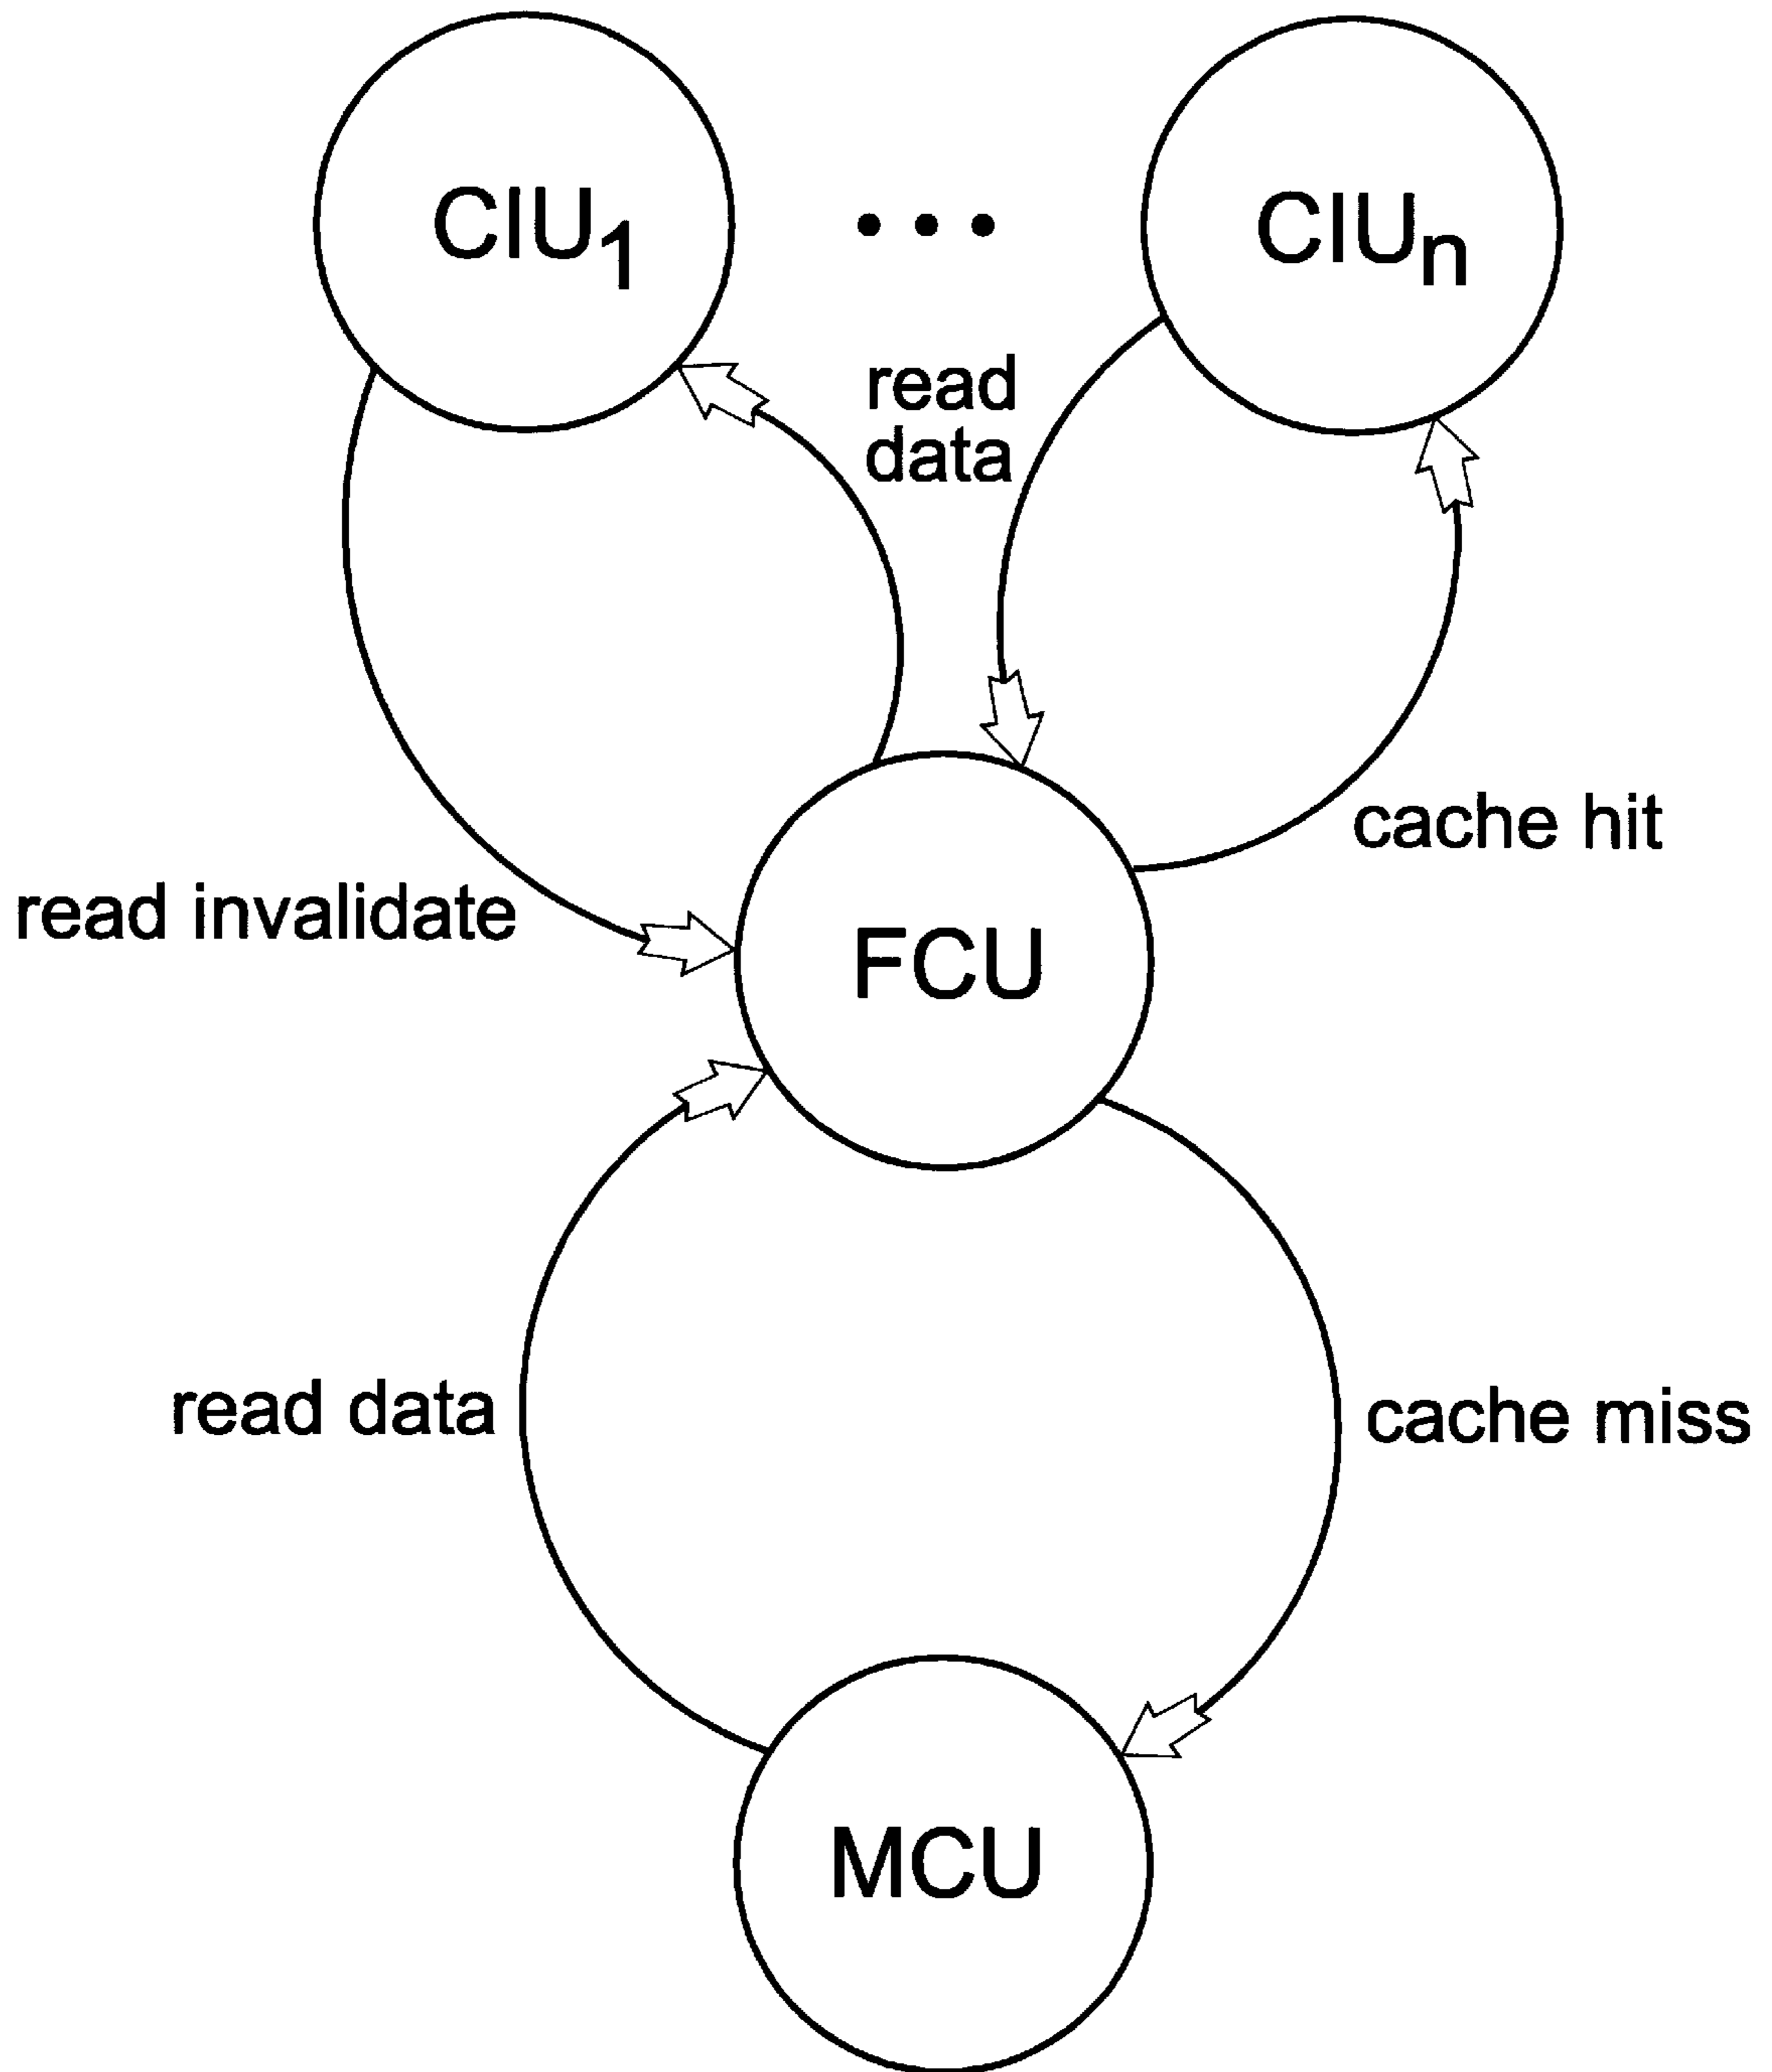 CIU1
• • •
CIUn
read
data
cache hit
read invalidate
FCU
read data
cache miss
MCU